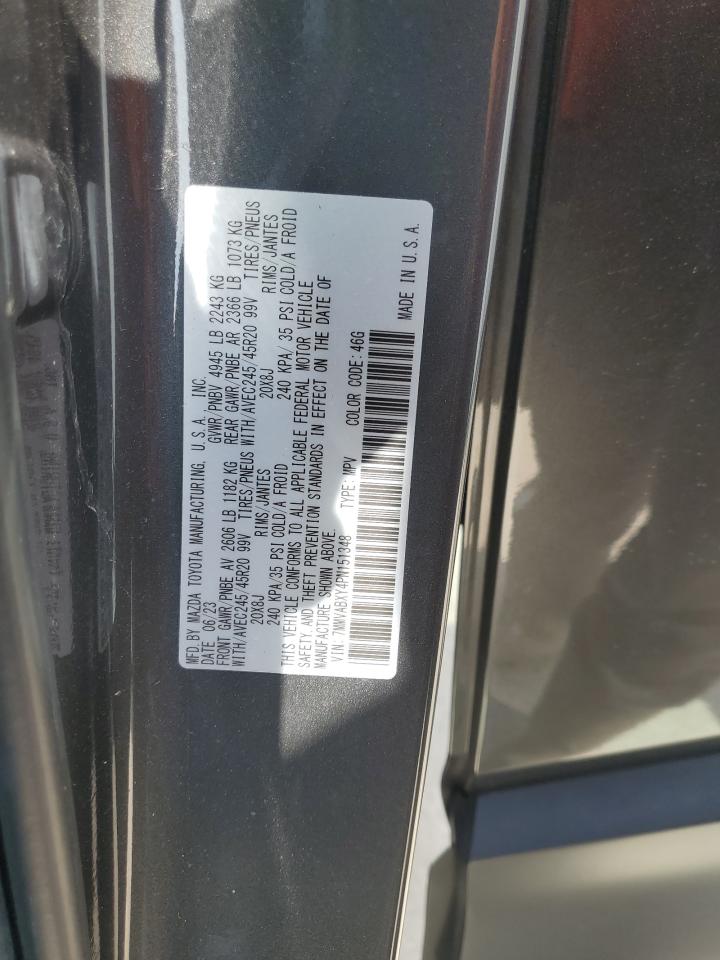 MFD.BY MAZDA TOYOTA MANUFACTURING, U.S.A. INC.
DATE 06/23 GVWR/PNBV 4945 LB 2243 KG
FRONT GAWR/PNBE AV 2606 LB 1182 KG REAR GAWR/PNBE AR 2366 LB 1073 KG
WITH/AVEC245/45R20 99V TIRES/PNEUS WITH/AVEC245/45R20 99V TIRES/PNEUS
20X8J RIMS/JANTES 20X8J RIMS/JANTES
240 KPA/35 PSI COLD/A FROID 240 KPA/ 35 PSI COLD/A FROID
THIS VEHICLE CONFORMS TO ALL APPLICABLE FEDERAL MOTOR VEHICLE
SAFETY,AND THEFT PREVENTION STANDARDS IN EFFECT ON THE DATE OF
MANUFACTURE SHOWN ABOVE.
VIN:7MMVABXY4PN151348 TYPE:MPV COLOR CODE:46G MADE IN U.S.A.